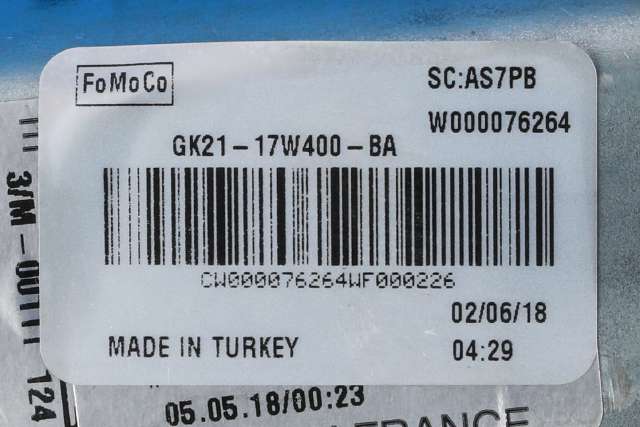 FoMoCo
SC:AS7PB
W000076264
GK21-17W400-BA
CW000076264WF000226
02/06/18
MADE IN TURKEY
04:29
05.05.18/00:23
FRANCE
3/M-
124